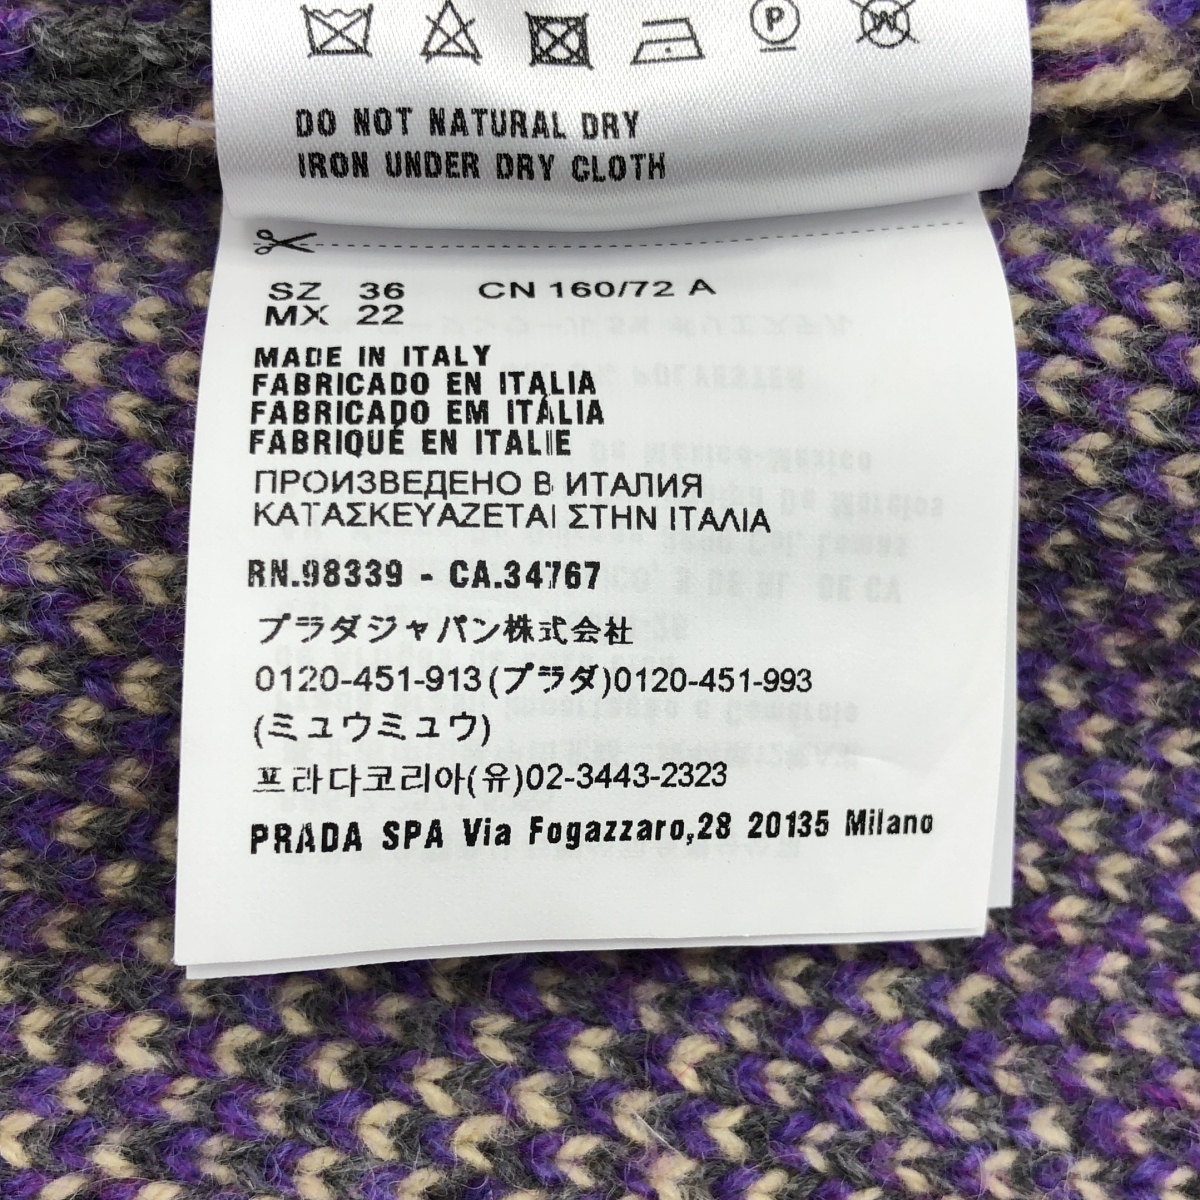 P
W
DO NOT NATURAL DRY
IRON UNDER DRY CLOTH
SZ 36 CN 160/72 A
MX 22
MADE IN ITALY
FABRICADO EN ITALIA
FABRICADO EM ITÁLIA
FABRIQUÉ EN ITALIE
ПРОИЗВЕДЕНО В ИТАЛИЯ
ΚΑΤΑΣΚΕΥΑΖΕΤΑΙ ΣΤΗΝ ΙΤΑΛΙΑ
RN.98339 - CA.34767
プラダジャパン株式会社
0120-451-913(プラダ)0120-451-993
(ミュウミュウ)
프라다코리아(유)02-3443-2323
PRADA SPA Via Fogazzaro,28 20135 Milano